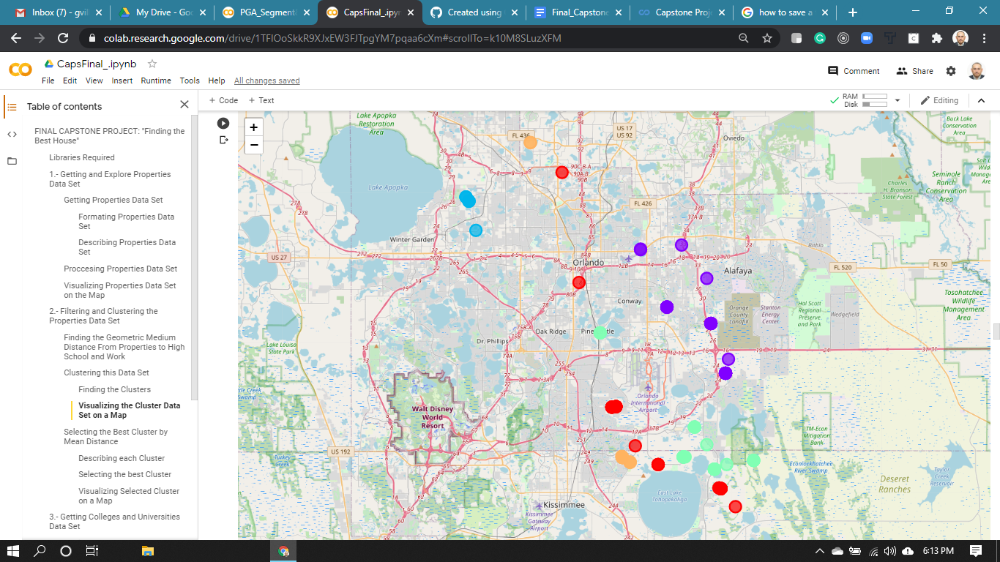 Inbox (7) - gvil
My Drive - Goo
PGA_Segment
CapsFinal_.ipyn
Created using
Final_Capstone
Capstone Proj
how to save a
colab.research.google.com/drive/1TFlOoSkkR9XJxEW3FJTpgYM7pqaa6cXm#scrollTo=k10M8SLuzXFM
CapsFinal_.ipynb
File Edit View Insert Runtime Tools Help All changes saved
Comment
Share
+ Code + Text
RAM
Disk
Editing
Table of contents
FINAL CAPSTONE PROJECT: "Finding the
Best House"
Libraries Required
1.- Getting and Explore Properties
Data Set
Getting Properties Data Set
Formating Properties Data
Set
Describing Properties Data
Set
Proccesing Properties Data Set
Visualizing Properties Data Set
on the Map
2.- Filtering and Clustering the
Properties Data Set
Finding the Geometric Medium
Distance From Properties to High
School and Work
Clustering this Data Set
Finding the Clusters
Visualizing the Cluster Data
Set on a Map
Selecting the Best Cluster by
Mean Distance
Describing each Cluster
Selecting the best Cluster
Visualizing Selected Cluster
on a Map
3.- Getting Colleges and Universities
Data Set
+
−
Lake Apopka
Restoration
Area
FL 436
US 17
US 92
Oviedo
Buck Lake
Conservation
Area
Lake Apopka
Charles
H. Bronson
State Forest
Seminole
Ranch
Conservation
Area
FL 426
Winter Garden
Bithlo
US 27
Orlando
Alafaya
FL 520
FL 50
Tosohatchee
Wildlife
Management
Area
Conway
Orange
County
Landfill
Stanton
Energy
Center
Hal Scott
Regional
Preserve
and Park
Wedgefield
Lake Louisa
State Park
Dr. Phillips
Oak Ridge
Orlando
International
Airport
Walt Disney
World
Resort
TM-Econ
Mitigation
Bank
US 192
Turkey
Creek
Econlockhatchee
River Swamp
Taylor
Creek
Reservoir
Deseret
Ranches
East Lake
Tohopekaliga
Kissimmee
Kissimmee
Gateway
Airport
6:13 PM